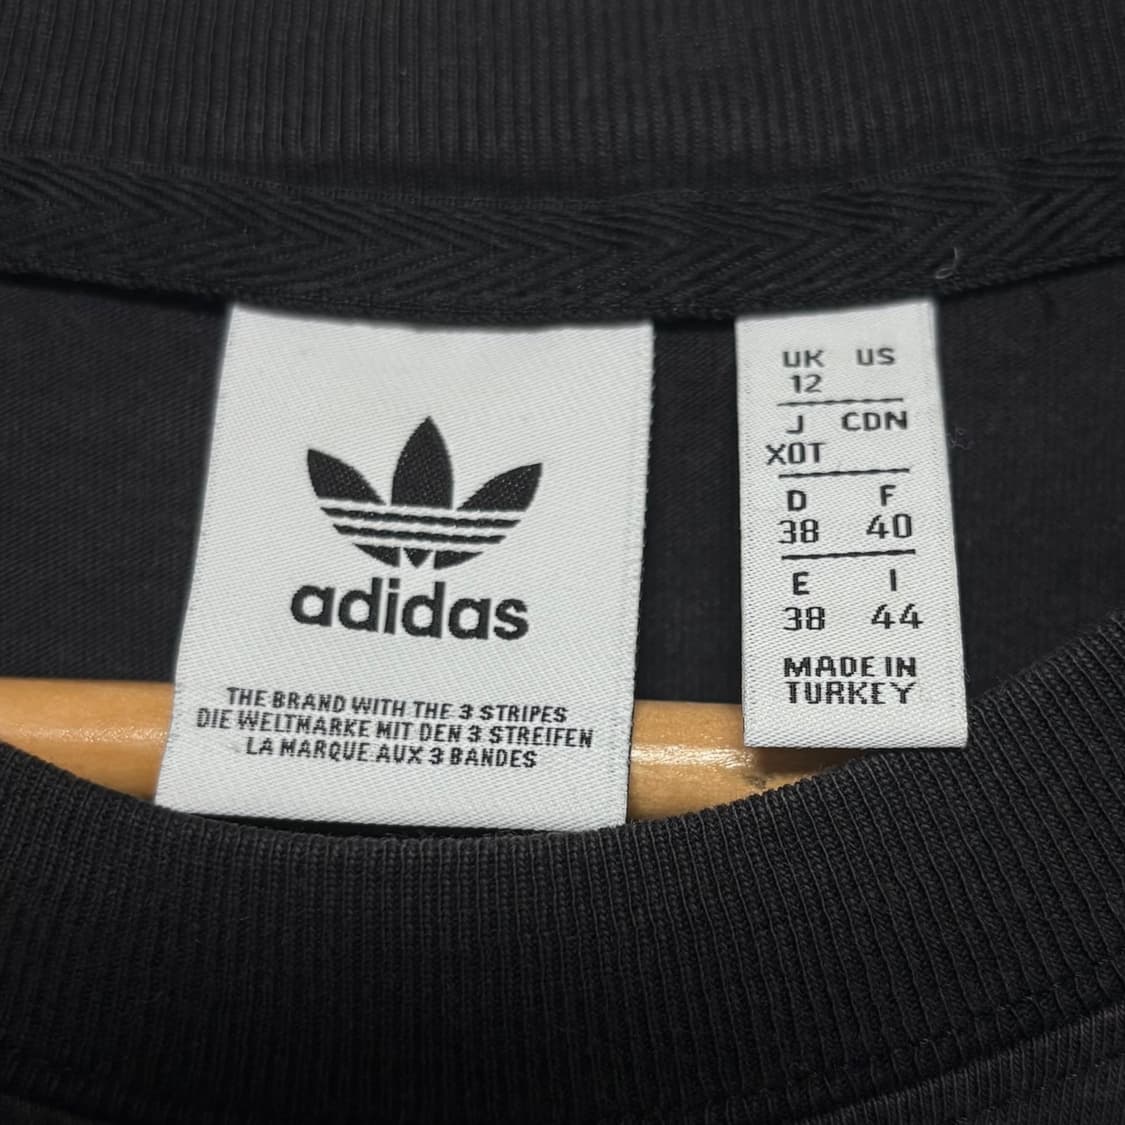 adidas
THE BRAND WITH THE 3 STRIPES
DIE WELTMARKE MIT DEN 3 STREIFEN
LA MARQUE AUX 3 BANDES
UK US
12
J CDN
XOT
D F
38 40
E I
38 44
MADE IN
TURKEY